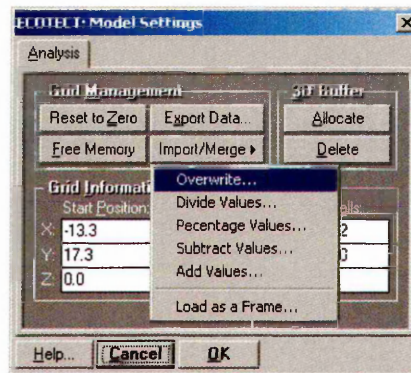 ECOTECT: Model Settings
Analysis
Grid Management
3if Buffer
Reset to Zero
Export Data...
Allocate
Free Memory
Import/Merge
Delete
Overwrite...
Divide Values...
Pecentage Values...
Subtract Values...
Add Values...
Load as a Frame...
Grid Informati
Start Position:
X: -13.3
2
Y: 17.3
Z: 0.0
Help...
Cancel
OK